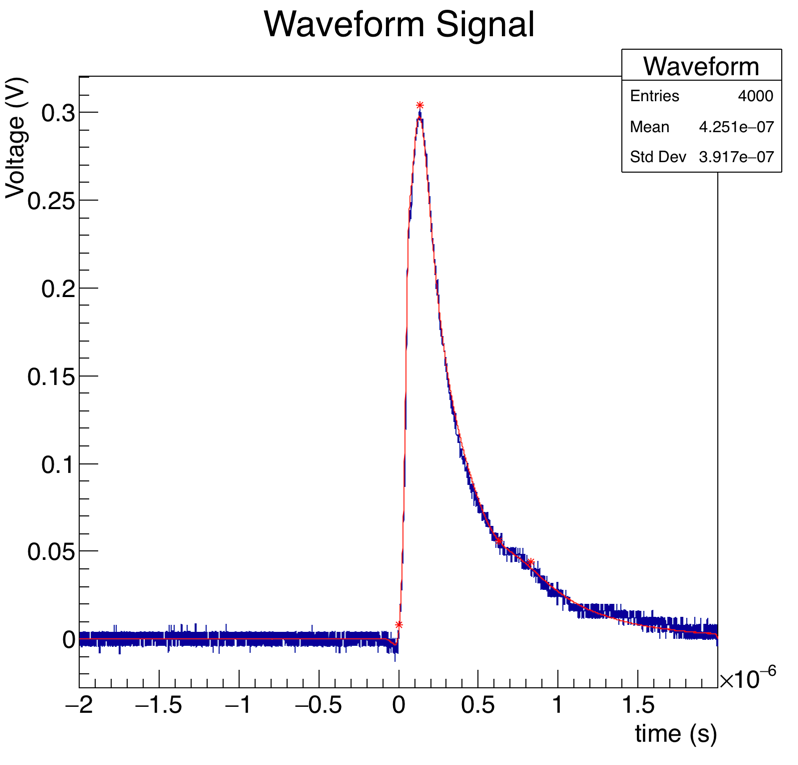 Waveform Signal
Waveform
Entries 4000
Mean 4.251e−07
Std Dev 3.917e−07
Voltage (V)
0.3
0.25
0.2
0.15
0.1
0.05
0
−2 −1.5 −1 −0.5 0 0.5 1 1.5
×10⁻⁶
time (s)